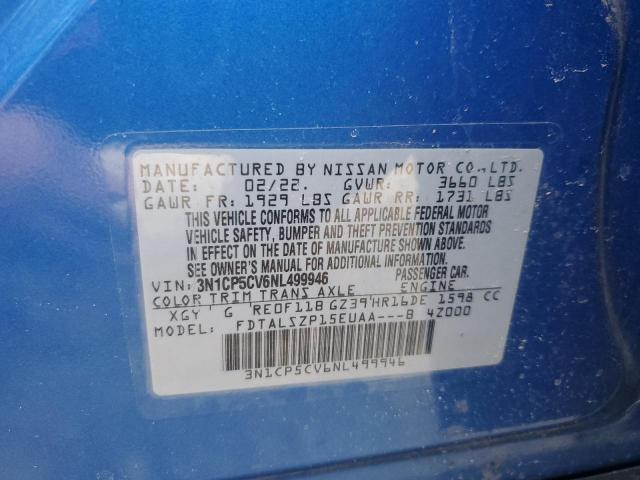 MANUFACTURED BY NISSAN MOTOR CO.,LTD.
DATE: 02/22. GVWR: 3660 LBS
GAWR FR: 1929 LBS GAWR RR: 1731 LBS
THIS VEHICLE CONFORMS TO ALL APPLICABLE FEDERAL MOTOR
VEHICLE SAFETY, BUMPER AND THEFT PREVENTION STANDARDS
IN EFFECT ON THE DATE OF MANUFACTURE SHOWN ABOVE.
SEE OWNER'S MANUAL FOR ADDITIONAL INFORMATION.
VIN: 3N1CP5CV6NL499946 PASSENGER CAR.
COLOR TRIM TRANS AXLE ENGINE
XGY G RE0F11B GZ39 HR16DE 1598 CC
MODEL: FDTALSZP15EUAA---B 4Z000
3N1CP5CV6NL499946